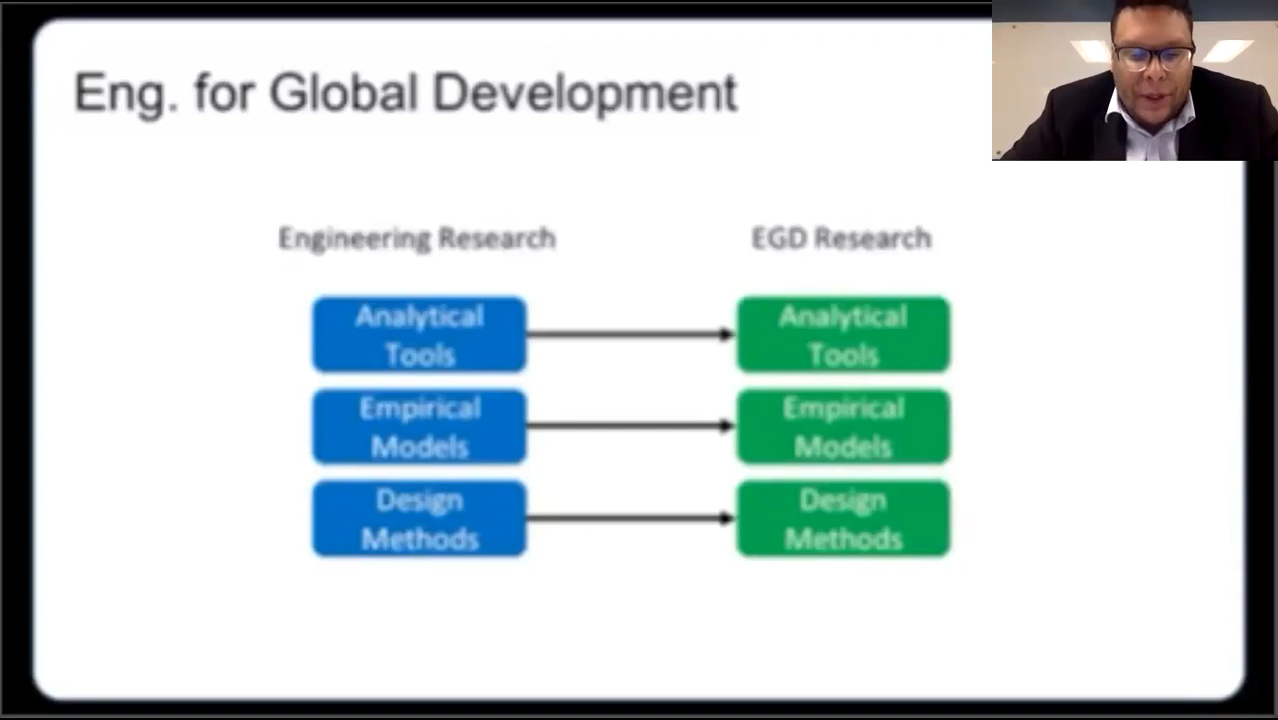 Eng. for Global Development
Engineering Research
EGD Research
Analytical
Tools
Analytical
Tools
Empirical
Models
Empirical
Models
Design
Methods
Design
Methods